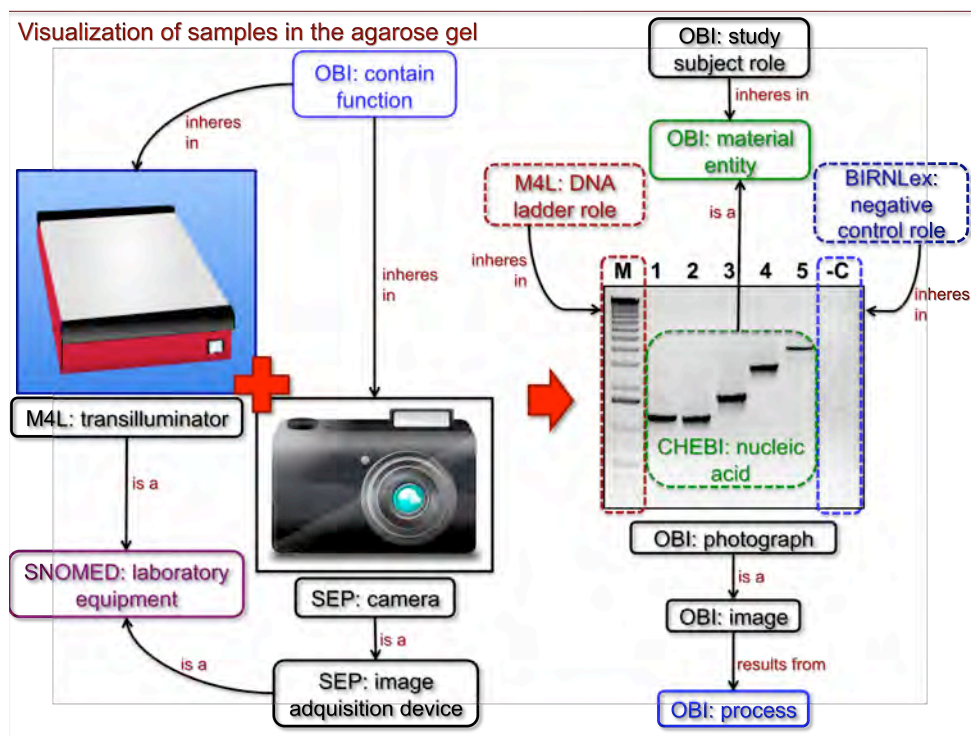 Visualization of samples in the agarose gel
OBI: contain
function
inheres
in
inheres
in
M4L: transilluminator
is a
SNOMED: laboratory
equipment
SEP: camera
is a
is a
SEP: image
adquisition device
OBI: study
subject role
inheres in
OBI: material
entity
is a
M4L: DNA
ladder role
inheres
in
BIRNLex:
negative
control role
inheres
in
M 1 2 3 4 5 -C
CHEBI: nucleic
acid
OBI: photograph
is a
OBI: image
results from
OBI: process